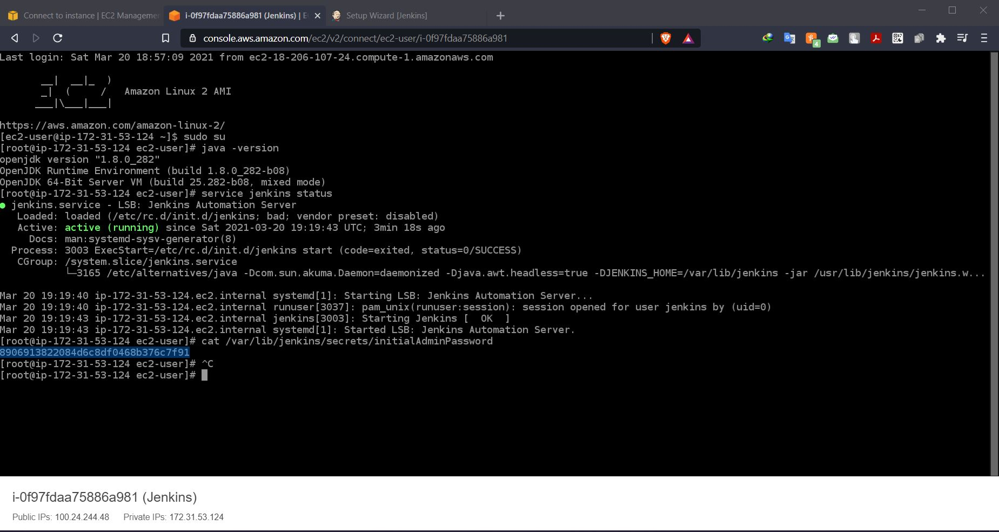 Connect to instance | EC2 Managemer
i-0f97fdaa75886a981 (Jenkins) | E
Setup Wizard [Jenkins]
console.aws.amazon.com/ec2/v2/connect/ec2-user/i-0f97fdaa75886a981
4
Last login: Sat Mar 20 18:57:09 2021 from ec2-18-206-107-24.compute-1.amazonaws.com
__|  __|_  )
_|  (     /   Amazon Linux 2 AMI
___|\___|___|
https://aws.amazon.com/amazon-linux-2/
[ec2-user@ip-172-31-53-124 ~]$ sudo su
[root@ip-172-31-53-124 ec2-user]# java -version
openjdk version "1.8.0_282"
OpenJDK Runtime Environment (build 1.8.0_282-b08)
OpenJDK 64-Bit Server VM (build 25.282-b08, mixed mode)
[root@ip-172-31-53-124 ec2-user]# service jenkins status
● jenkins.service - LSB: Jenkins Automation Server
Loaded: loaded (/etc/rc.d/init.d/jenkins; bad; vendor preset: disabled)
Active: active (running) since Sat 2021-03-20 19:19:43 UTC; 3min 18s ago
Docs: man:systemd-sysv-generator(8)
Process: 3003 ExecStart=/etc/rc.d/init.d/jenkins start (code=exited, status=0/SUCCESS)
CGroup: /system.slice/jenkins.service
└─3165 /etc/alternatives/java -Dcom.sun.akuma.Daemon=daemonized -Djava.awt.headless=true -DJENKINS_HOME=/var/lib/jenkins -jar /usr/lib/jenkins/jenkins.w...
Mar 20 19:19:40 ip-172-31-53-124.ec2.internal systemd[1]: Starting LSB: Jenkins Automation Server...
Mar 20 19:19:40 ip-172-31-53-124.ec2.internal runuser[3037]: pam_unix(runuser:session): session opened for user jenkins by (uid=0)
Mar 20 19:19:43 ip-172-31-53-124.ec2.internal jenkins[3003]: Starting Jenkins [  OK  ]
Mar 20 19:19:43 ip-172-31-53-124.ec2.internal systemd[1]: Started LSB: Jenkins Automation Server.
[root@ip-172-31-53-124 ec2-user]# cat /var/lib/jenkins/secrets/initialAdminPassword
8906913822084d6c8df0468b376c7f91
[root@ip-172-31-53-124 ec2-user]# ^C
[root@ip-172-31-53-124 ec2-user]#
i-0f97fdaa75886a981 (Jenkins)
Public IPs: 100.24.244.48 Private IPs: 172.31.53.124